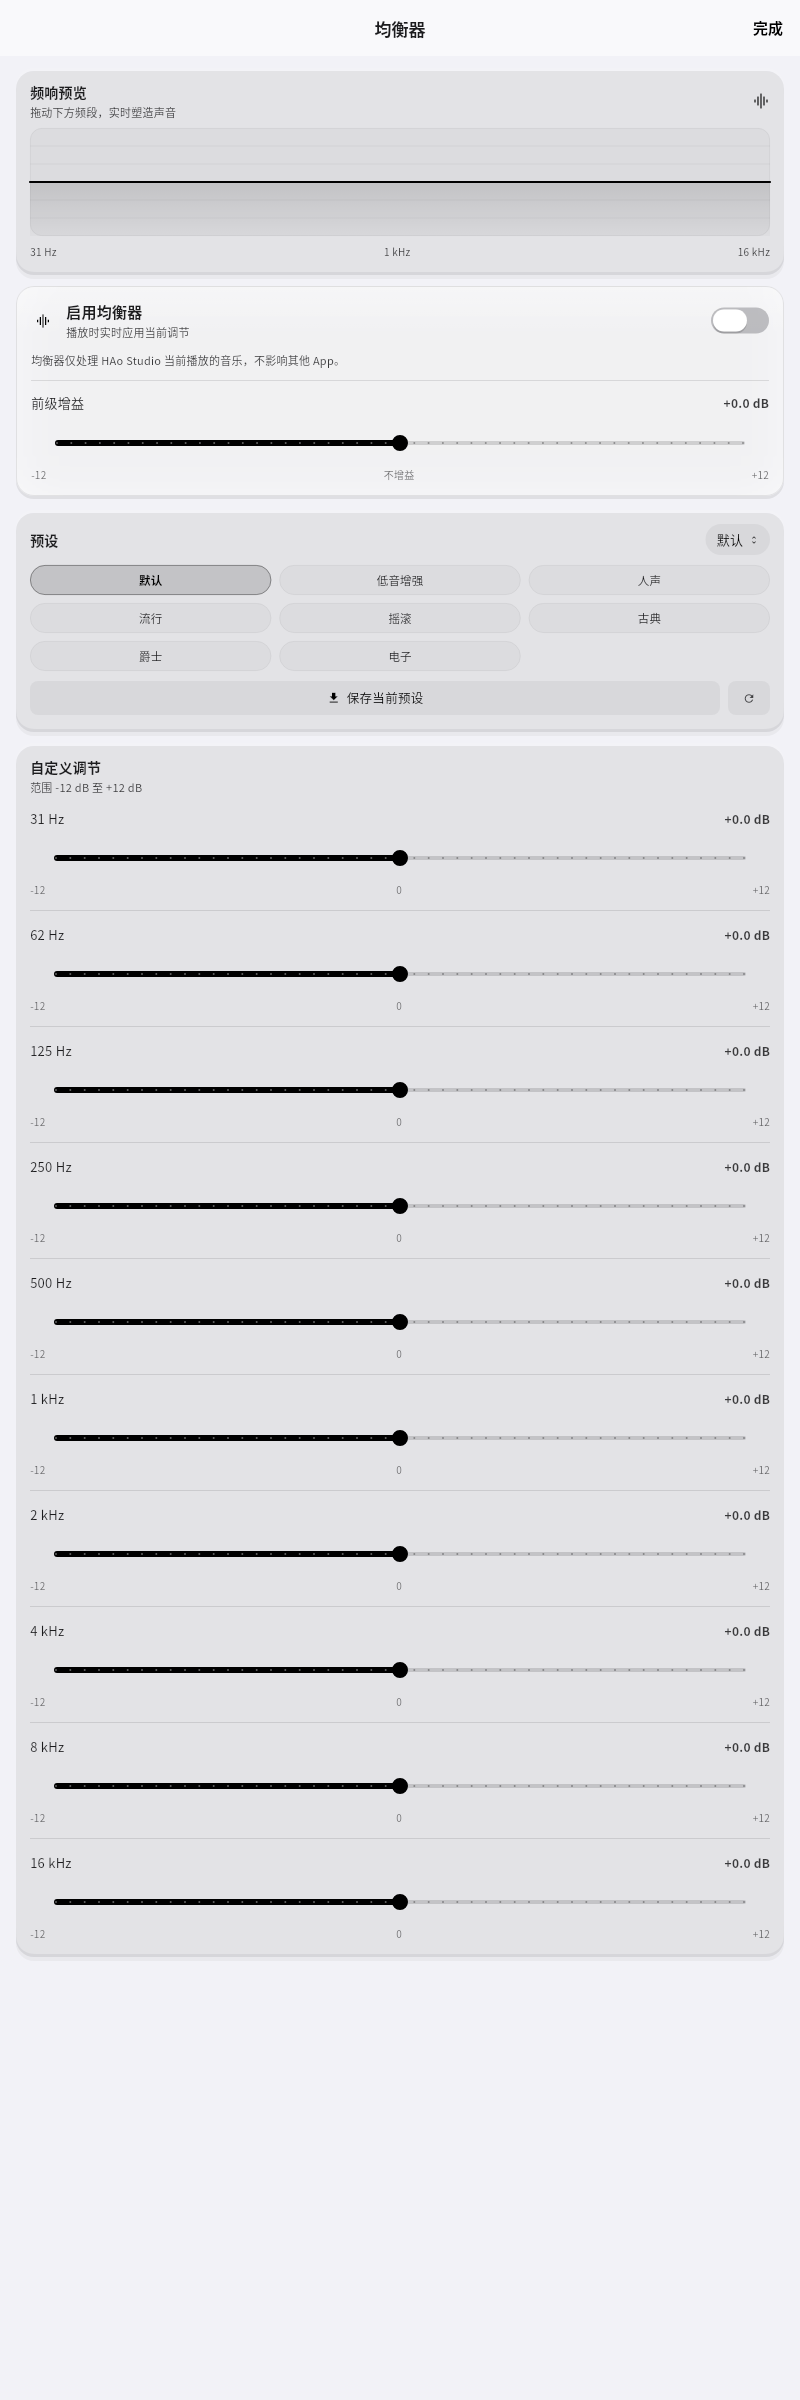 均衡器
完成
频响预览
拖动下方频段，实时塑造声音
31 Hz 1 kHz 16 kHz
启用均衡器
播放时实时应用当前调节
均衡器仅处理 HAo Studio 当前播放的音乐，不影响其他 App。
前级增益 +0.0 dB
-12 不增益 +12
预设 默认
默认 低音增强 人声
流行 摇滚 古典
爵士 电子
保存当前预设
自定义调节
范围 -12 dB 至 +12 dB
31 Hz +0.0 dB
-12 0 +12
62 Hz +0.0 dB
-12 0 +12
125 Hz +0.0 dB
-12 0 +12
250 Hz +0.0 dB
-12 0 +12
500 Hz +0.0 dB
-12 0 +12
1 kHz +0.0 dB
-12 0 +12
2 kHz +0.0 dB
-12 0 +12
4 kHz +0.0 dB
-12 0 +12
8 kHz +0.0 dB
-12 0 +12
16 kHz +0.0 dB
-12 0 +12